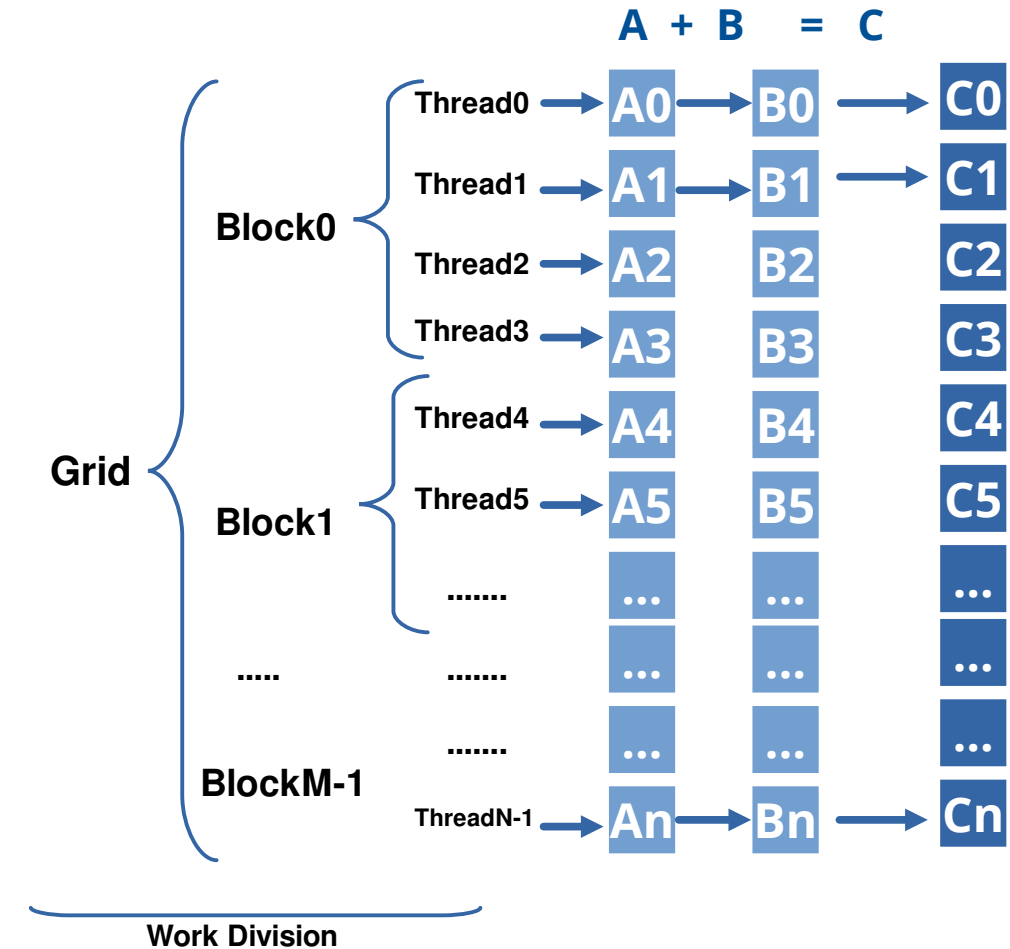 A + B = C
Thread0 A0 B0 C0
Thread1 A1 B1 C1
Block0
Thread2 A2 B2 C2
Thread3 A3 B3 C3
Thread4 A4 B4 C4
Grid
Thread5 A5 B5 C5
Block1
....... ... ... ...
..... ....... ... ... ...
....... ... ... ...
BlockM-1
ThreadN-1 An Bn Cn
Work Division